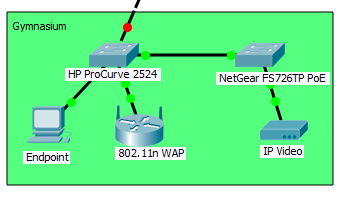 Gymnasium
HP ProCurve 2524
NetGear FS726TP PoE
Endpoint
802.11n WAP
IP Video